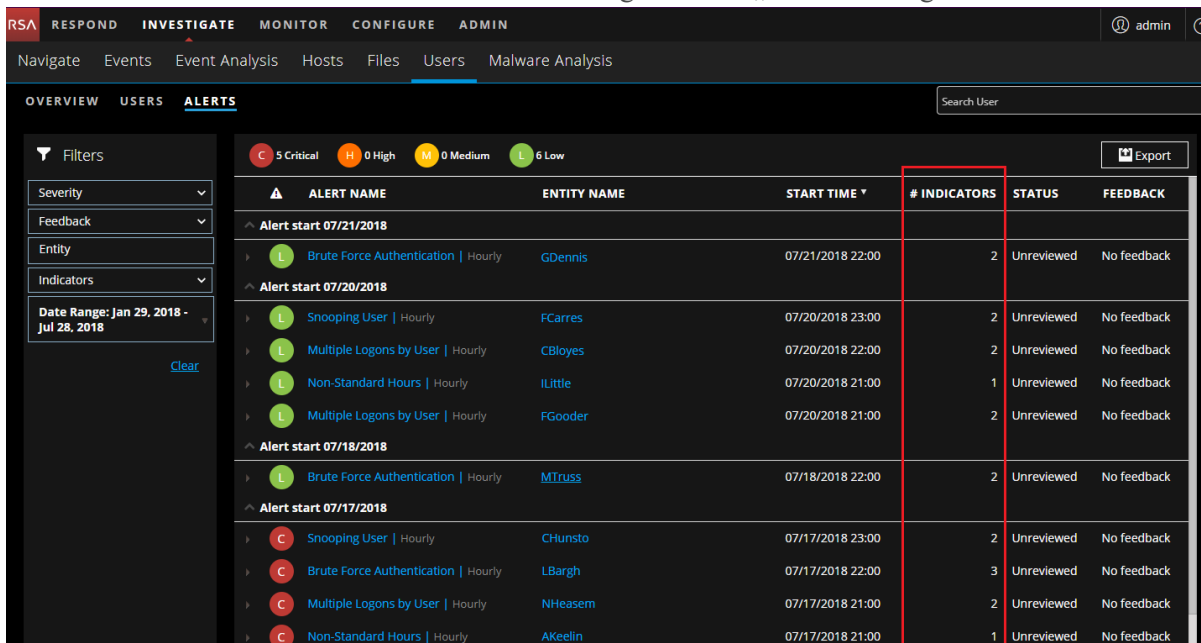 RSA RESPOND INVESTIGATE MONITOR CONFIGURE ADMIN admin
Navigate Events Event Analysis Hosts Files Users Malware Analysis
OVERVIEW USERS ALERTS Search User
Filters C 5 Critical H 0 High M 0 Medium L 6 Low Export
Severity ALERT NAME ENTITY NAME START TIME # INDICATORS STATUS FEEDBACK
Feedback Alert start 07/21/2018
Entity L Brute Force Authentication | Hourly GDennis 07/21/2018 22:00 2 Unreviewed No feedback
Indicators Alert start 07/20/2018
Date Range: Jan 29, 2018 -
Jul 28, 2018
L Snooping User | Hourly FCarres 07/20/2018 23:00 2 Unreviewed No feedback
L Multiple Logons by User | Hourly CBloyes 07/20/2018 22:00 2 Unreviewed No feedback
Clear
L Non-Standard Hours | Hourly ILittle 07/20/2018 21:00 1 Unreviewed No feedback
L Multiple Logons by User | Hourly FGooder 07/20/2018 21:00 2 Unreviewed No feedback
Alert start 07/18/2018
L Brute Force Authentication | Hourly MTruss 07/18/2018 22:00 2 Unreviewed No feedback
Alert start 07/17/2018
C Snooping User | Hourly CHunsto 07/17/2018 23:00 2 Unreviewed No feedback
C Brute Force Authentication | Hourly LBargh 07/17/2018 22:00 3 Unreviewed No feedback
C Multiple Logons by User | Hourly NHeasem 07/17/2018 21:00 2 Unreviewed No feedback
C Non-Standard Hours | Hourly AKeelin 07/17/2018 21:00 1 Unreviewed No feedback